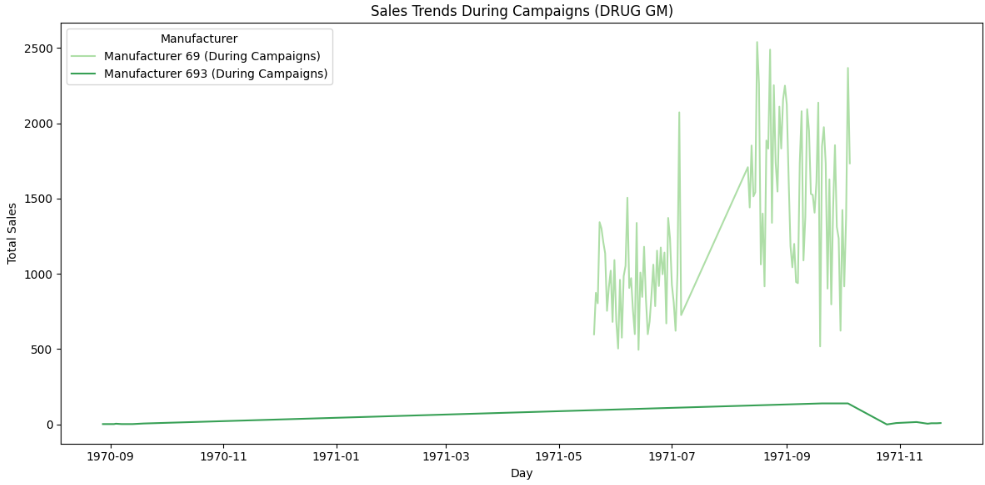 Sales Trends During Campaigns (DRUG GM)
Manufacturer
Manufacturer 69 (During Campaigns)
Manufacturer 693 (During Campaigns)
Total Sales
2500
2000
1500
1000
500
0
1970-09 1970-11 1971-01 1971-03 1971-05 1971-07 1971-09 1971-11
Day